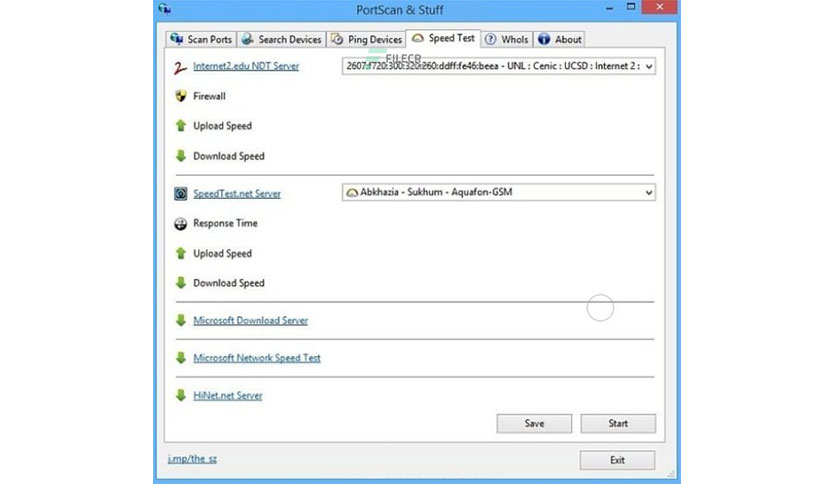 PortScan & Stuff
Scan Ports Search Devices Ping Devices Speed Test WhoIs About
FILECR
Internet2.edu NDT Server 2607:f720:300:320:260:ddff:fe46:beea - UNL : Cenic : UCSD : Internet 2 :
Firewall
Upload Speed
Download Speed
SpeedTest.net Server Abkhazia - Sukhum - Aquafon-GSM
Response Time
Upload Speed
Download Speed
Microsoft Download Server
Microsoft Network Speed Test
HiNet.net Server
Save Start
j.mp/the_sz Exit